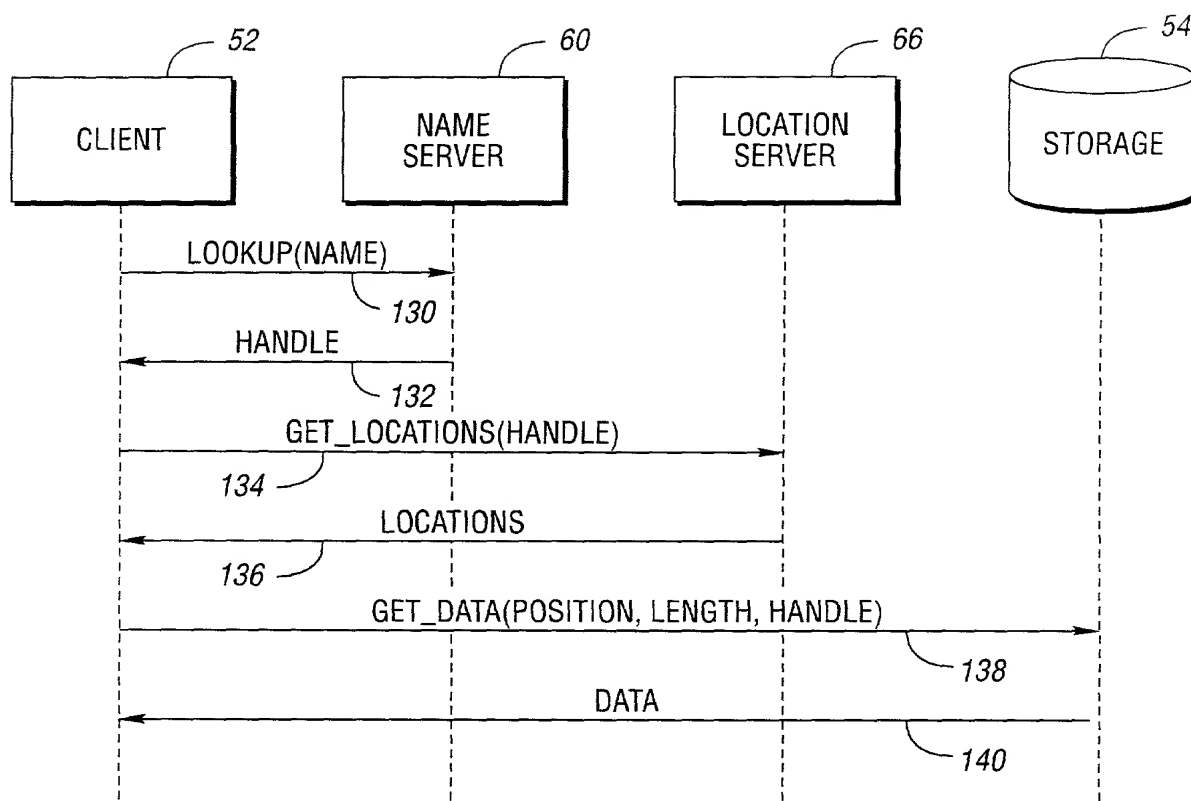 52
60
66
54
CLIENT
NAME
SERVER
LOCATION
SERVER
STORAGE
LOOKUP(NAME)
130
HANDLE
132
GET_LOCATIONS(HANDLE)
134
LOCATIONS
136
GET_DATA(POSITION, LENGTH, HANDLE)
138
DATA
140